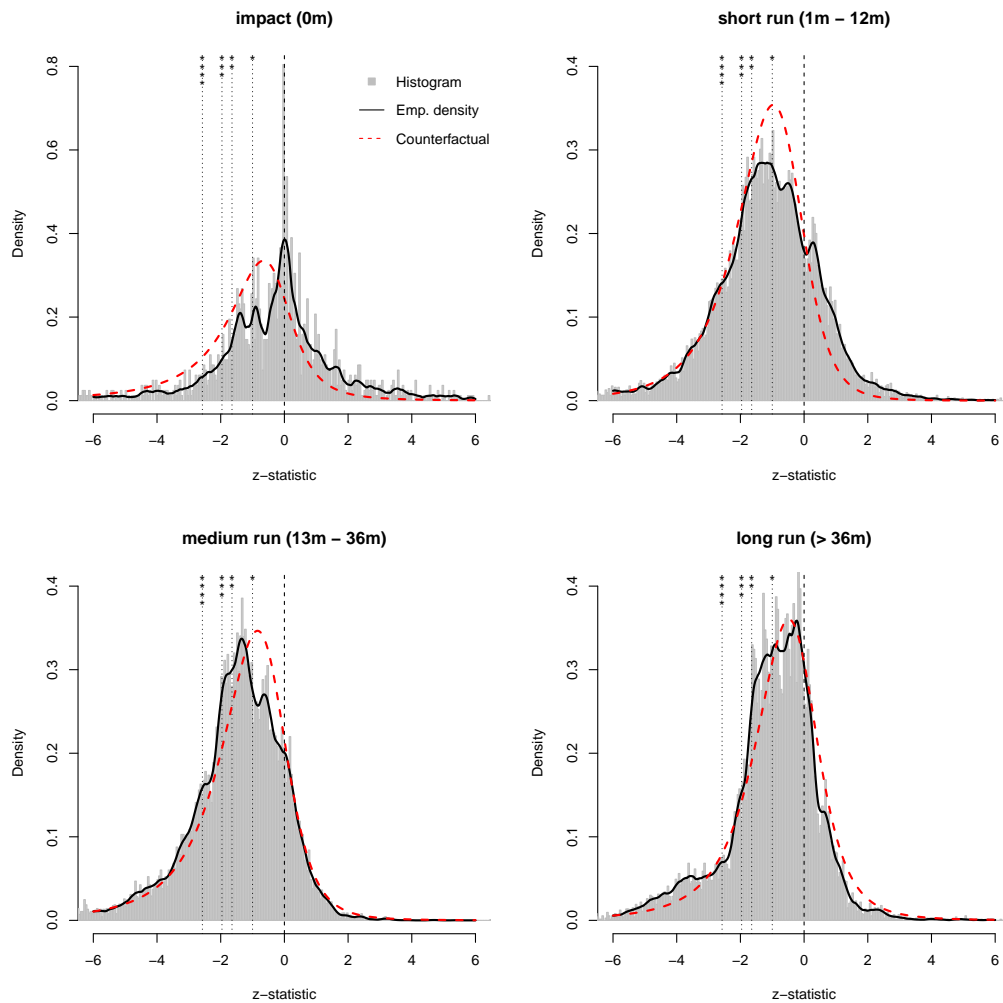 impact (0m)
* * * *
* * *
* *
*
Histogram
Emp. density
Counterfactual
Density
0.0 0.2 0.4 0.6 0.8
−6 −4 −2 0 2 4 6
z−statistic
short run (1m − 12m)
* * * *
* * *
* *
*
Density
0.0 0.1 0.2 0.3 0.4
−6 −4 −2 0 2 4 6
z−statistic
medium run (13m − 36m)
* * * *
* * *
* *
*
Density
0.0 0.1 0.2 0.3 0.4
−6 −4 −2 0 2 4 6
z−statistic
long run (> 36m)
* * * *
* * *
* *
*
Density
0.0 0.1 0.2 0.3 0.4
−6 −4 −2 0 2 4 6
z−statistic